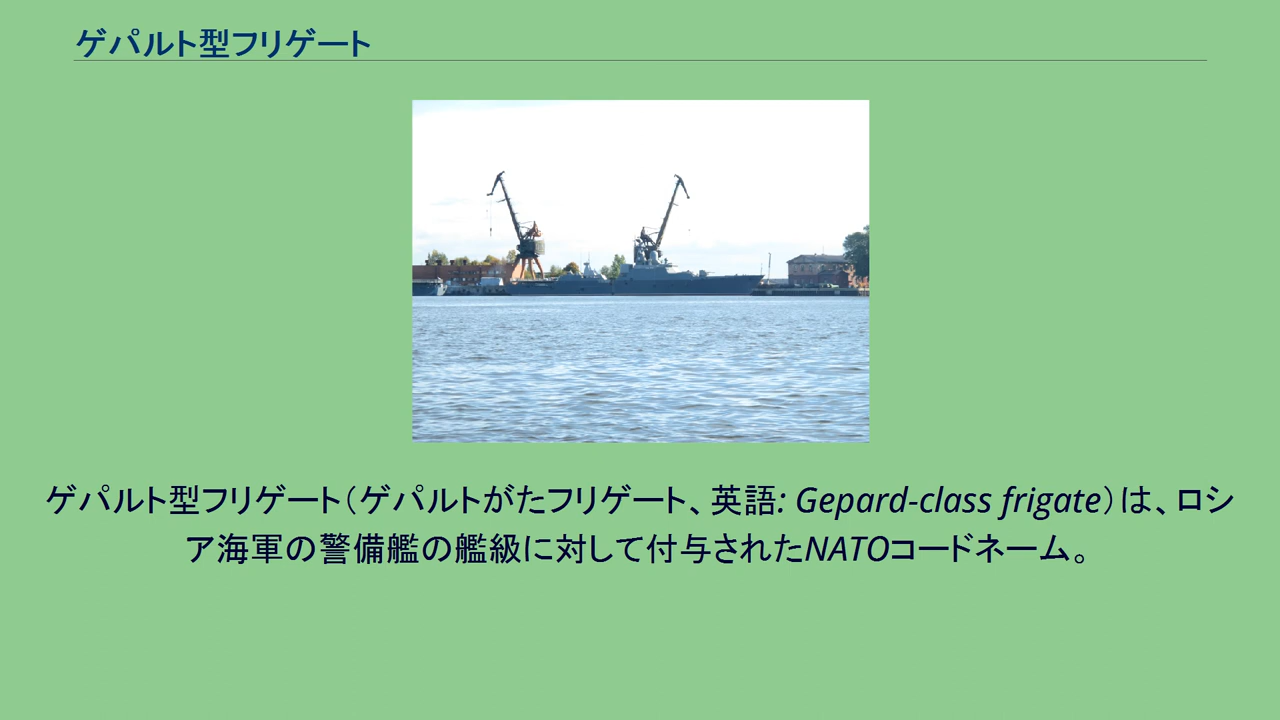 ゲパルト型フリゲート
ゲパルト型フリゲート（ゲパルトがたフリゲート、英語: Gepard-class frigate）は、ロシ
ア海軍の警備艦の艦級に対して付与されたNATOコードネーム。